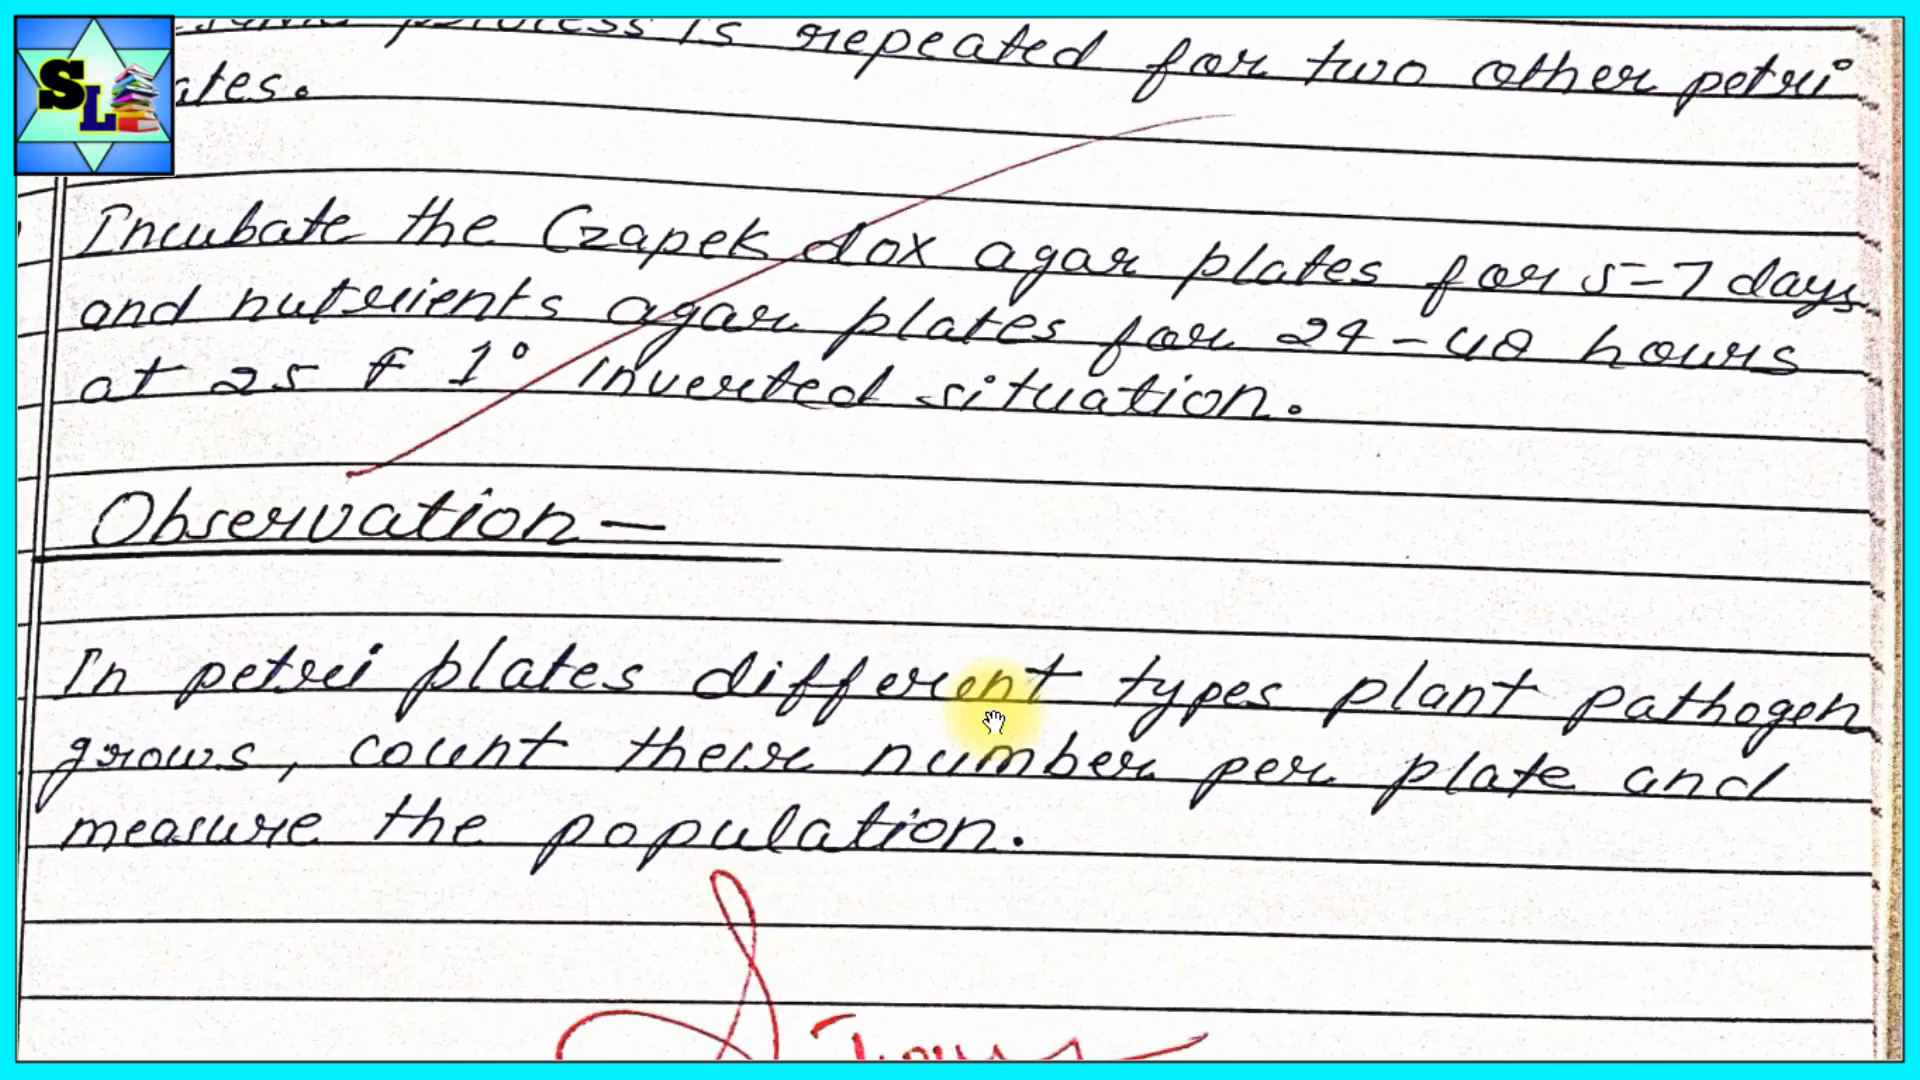 SL
process is repeated for two other petri
ates.
Incubate the Czapek dox agar plates for 5-7 days
and nutrients agar plates for 24-48 hours
at 25 ± 1° inverted situation.
Observation —
In petri plates different types plant pathogen
grows, count their number per plate and
measure the population.